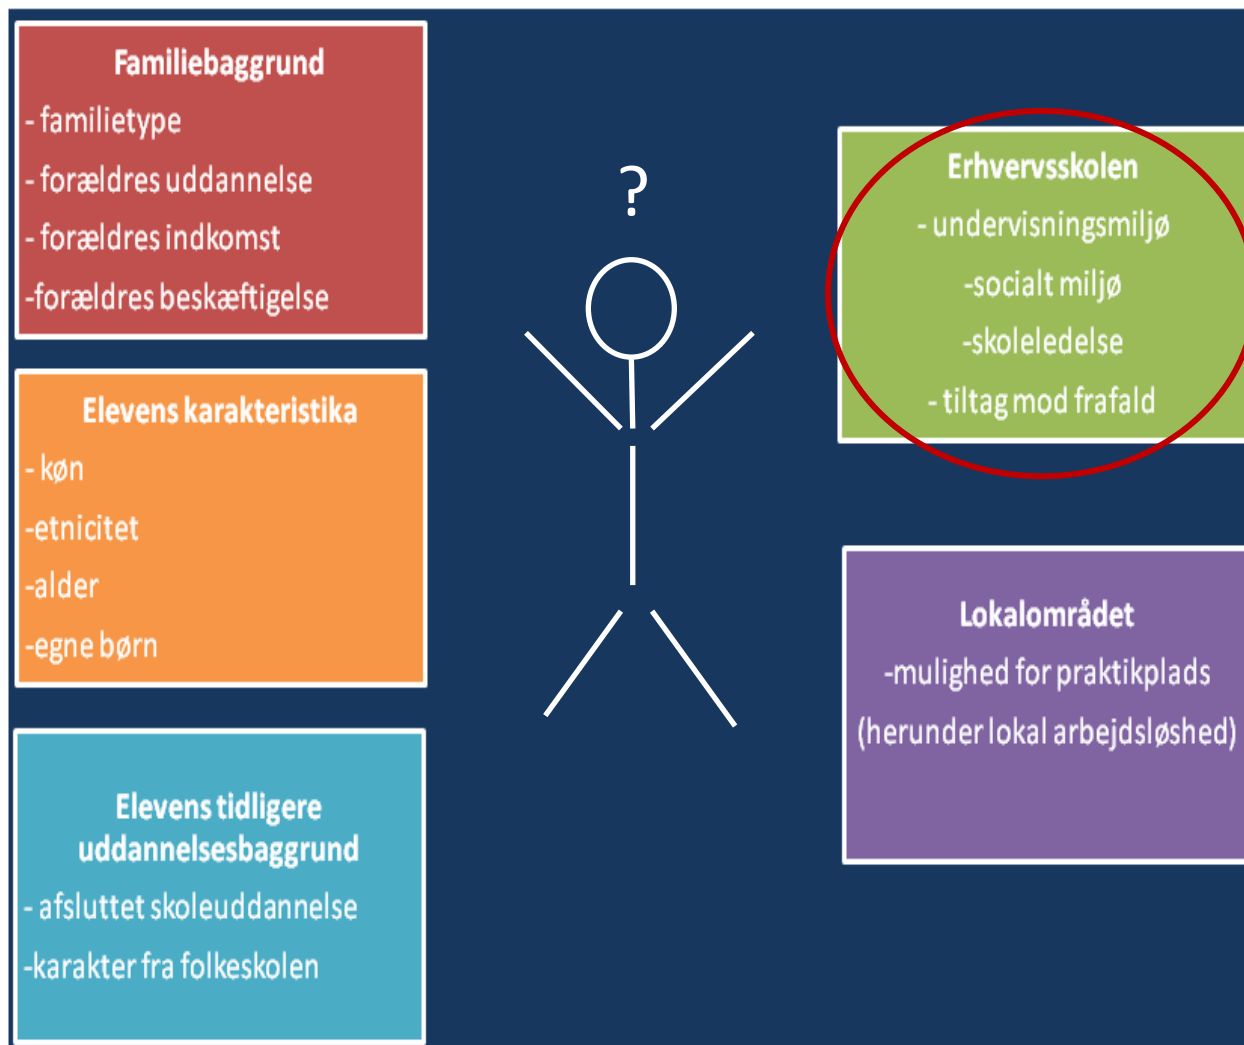 Familiebaggrund
- familietype
- forældres uddannelse
- forældres indkomst
-forældres beskæftigelse
Elevens karakteristika
- køn
-etnicitet
-alder
-egne børn
Elevens tidligere
uddannelsesbaggrund
- afsluttet skoleuddannelse
-karakter fra folkeskolen
?
Erhvervsskolen
- undervisningsmiljø
-socialt miljø
-skoleledelse
- tiltag mod frafald
Lokalområdet
-mulighed for praktikplads
(herunder lokal arbejdsløshed)